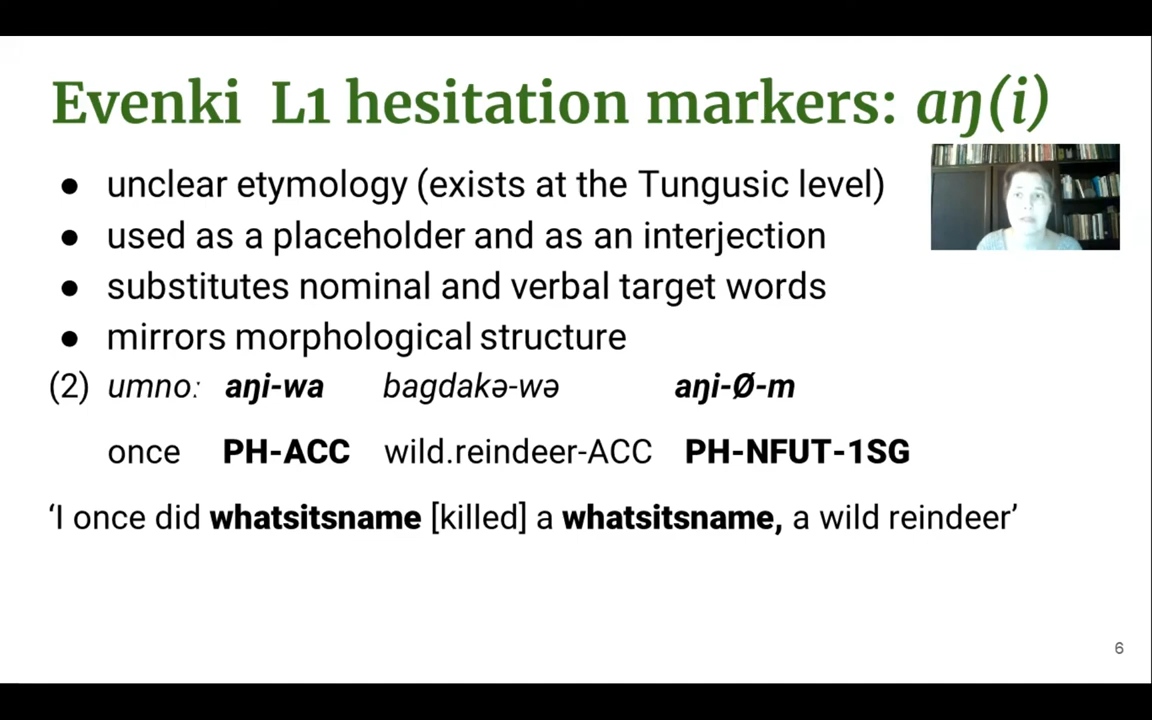 Evenki L1 hesitation markers: aŋ(i)
● unclear etymology (exists at the Tungusic level)
● used as a placeholder and as an interjection
● substitutes nominal and verbal target words
● mirrors morphological structure
(2) umno: aŋi-wa bagdakə-wə aŋi-Ø-m
once PH-ACC wild.reindeer-ACC PH-NFUT-1SG
‘I once did whatsitsname [killed] a whatsitsname, a wild reindeer’
6